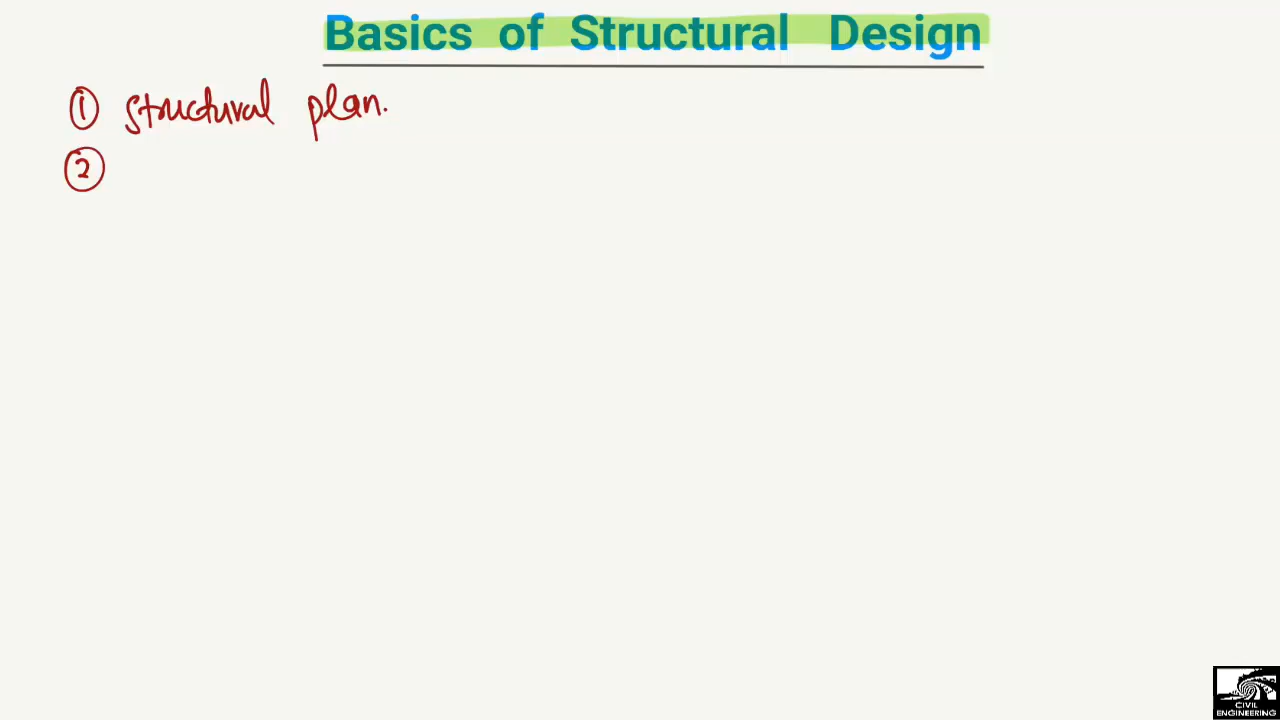 Basics of Structural Design
① structural plan.
②
CIVIL
ENGINEERING